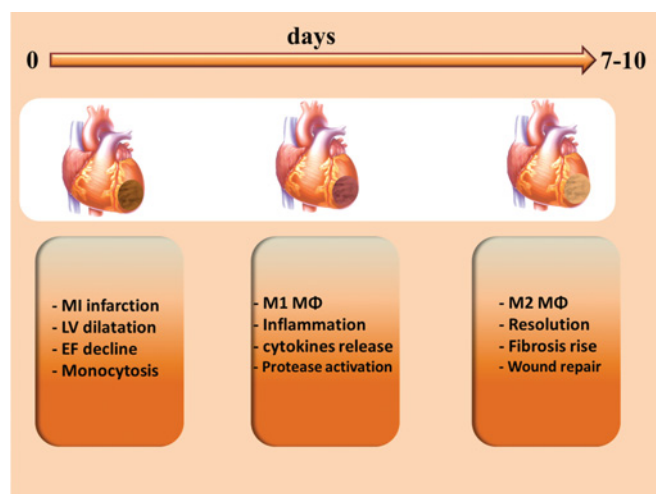 days
0
7-10
- MI infarction
- LV dilatation
- EF decline
- Monocytosis
- M1 MΦ
- Inflammation
- cytokines release
- Protease activation
- M2 MΦ
- Resolution
- Fibrosis rise
- Wound repair